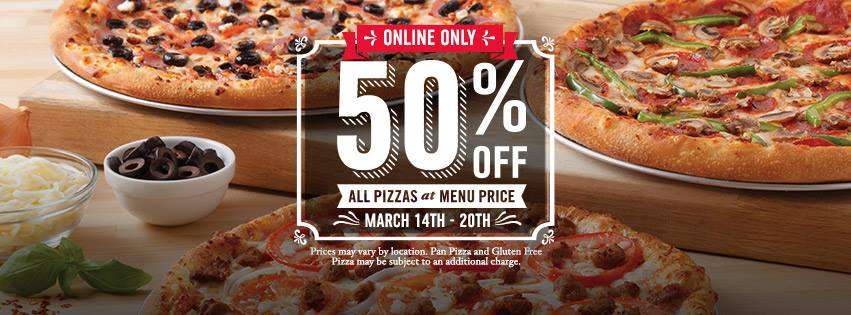 ONLINE ONLY
50% OFF
ALL PIZZAS at MENU PRICE
MARCH 14TH - 20TH
Prices may vary by location. Pan Pizza and Gluten Free
Pizza may be subject to an additional charge.